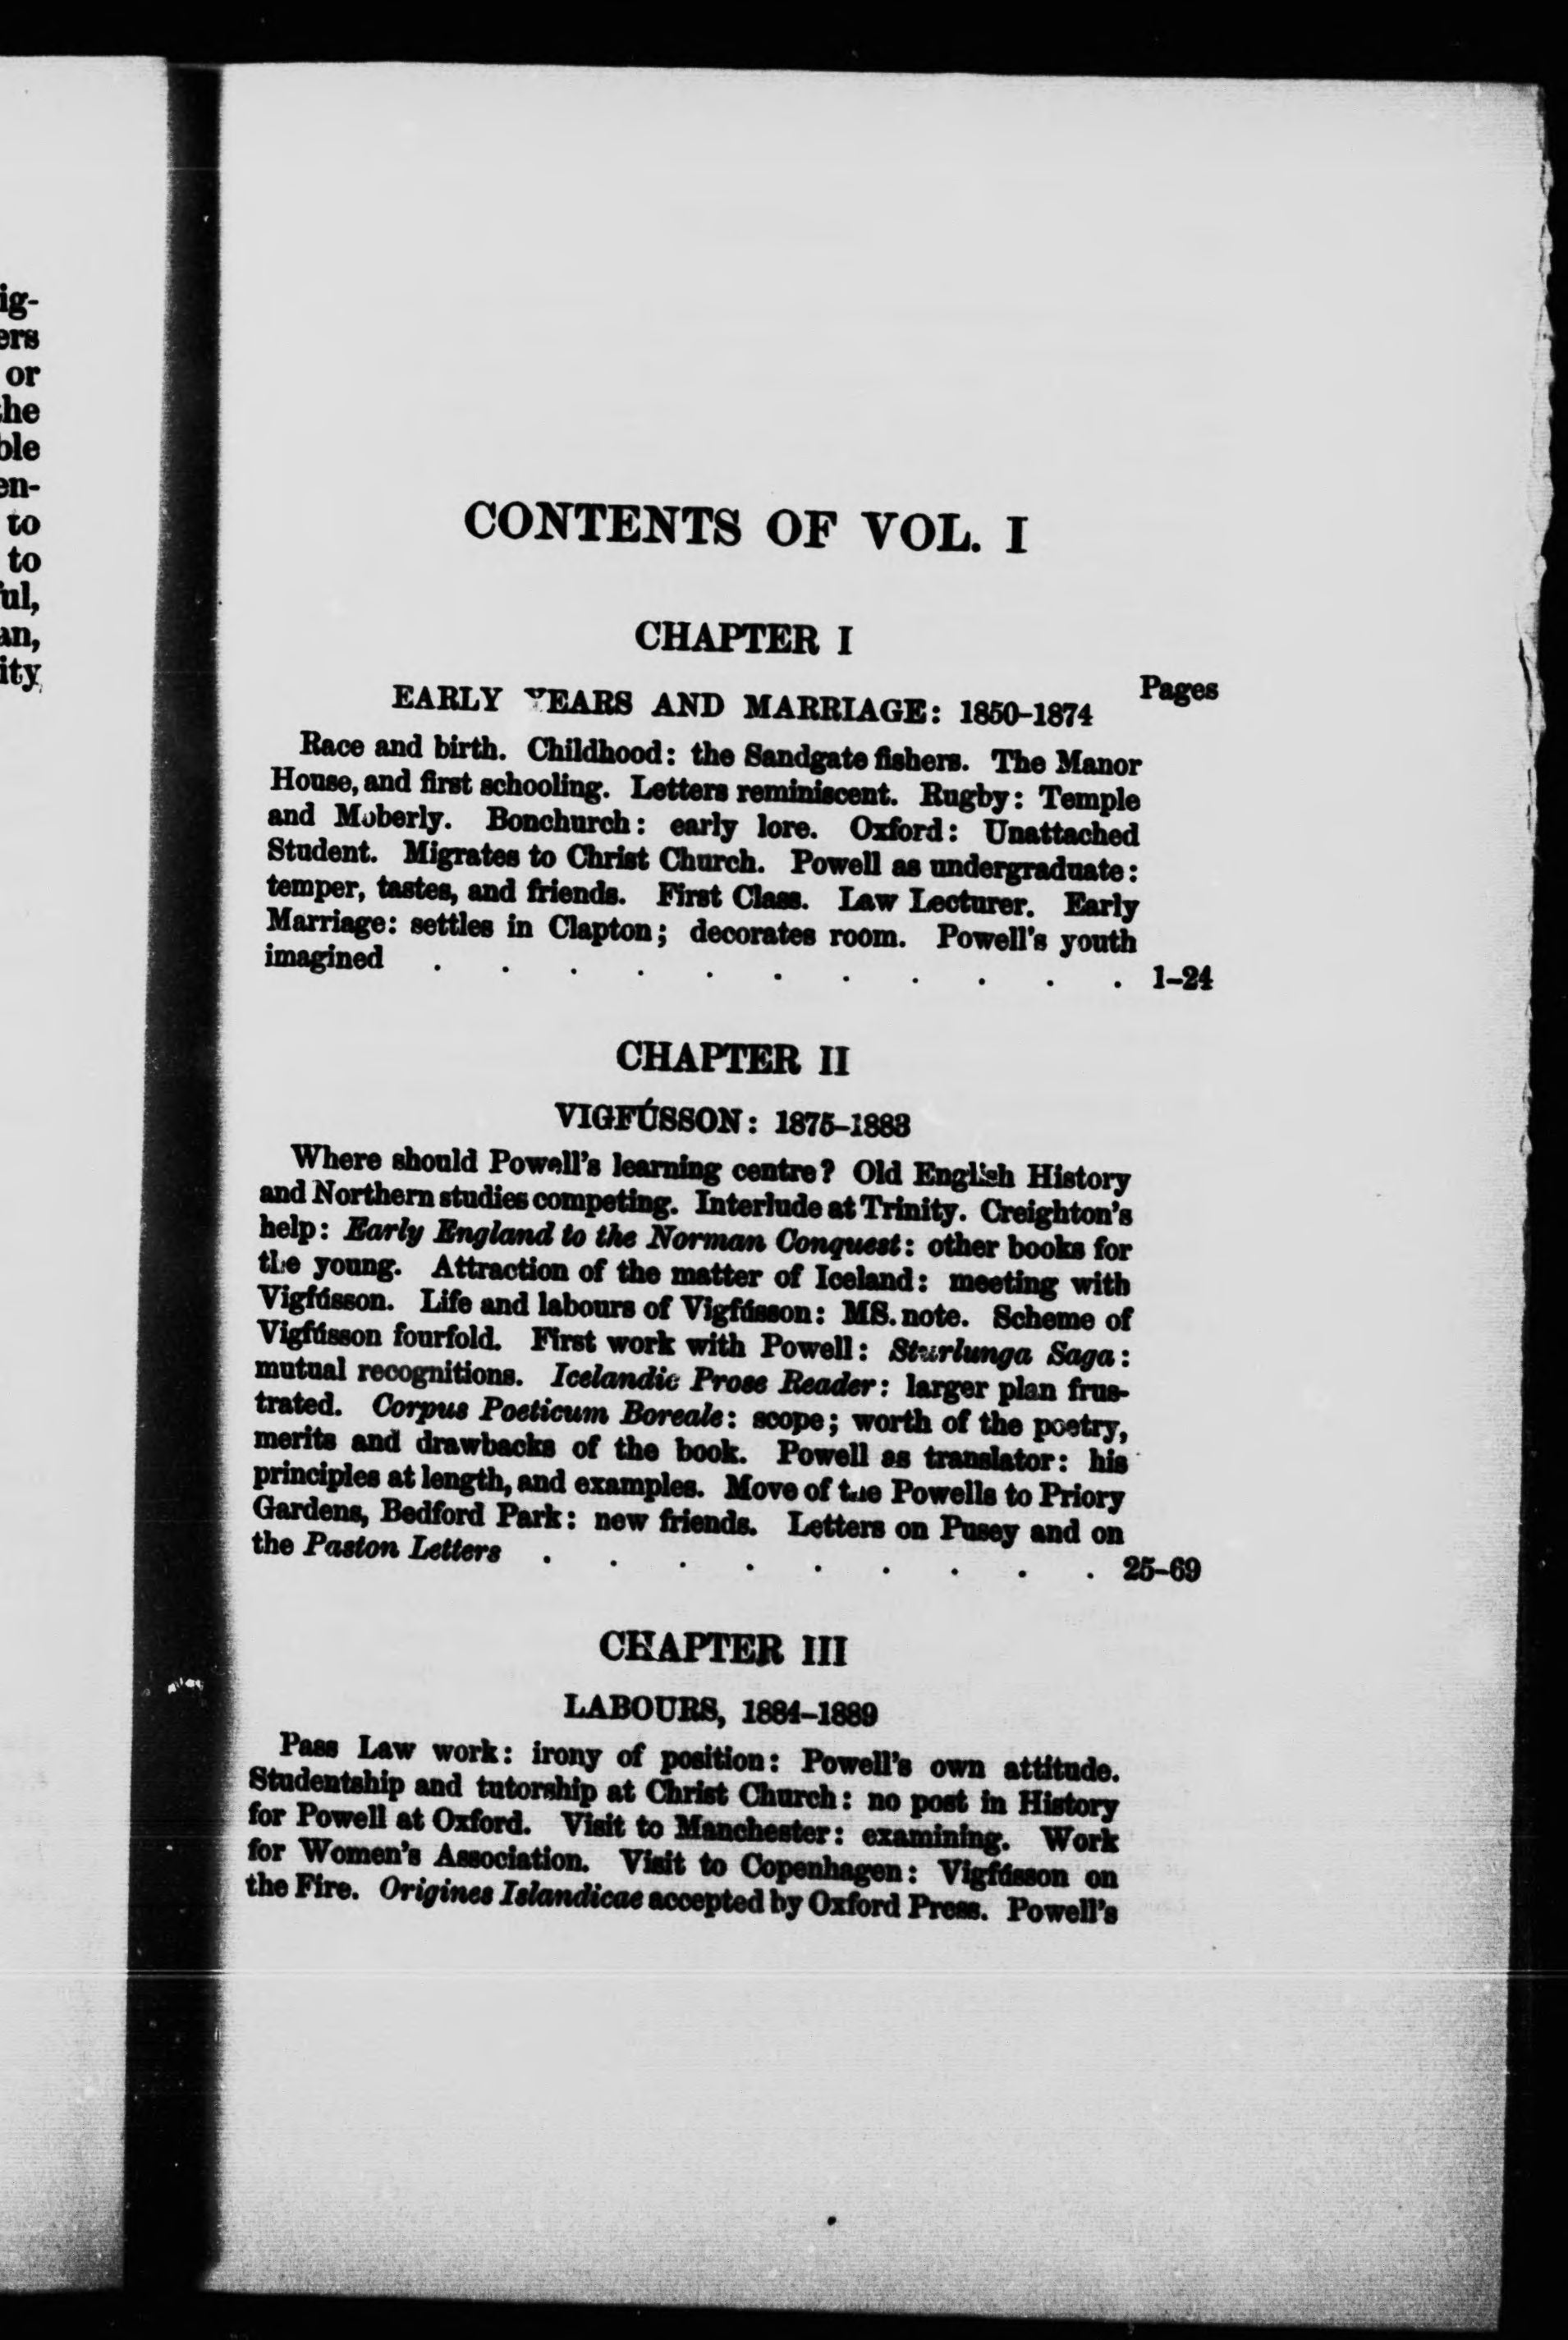 ig-
ers
or
the
ble
en-
to
to
ful,
an,
ity
CONTENTS OF VOL. I
CHAPTER I
Pages
EARLY YEARS AND MARRIAGE: 1850-1874
Race and birth. Childhood: the Sandgate fishers. The Manor
House, and first schooling. Letters reminiscent. Rugby: Temple
and Moberly. Bonchurch: early lore. Oxford: Unattached
Student. Migrates to Christ Church. Powell as undergraduate:
temper, tastes, and friends. First Class. Law Lecturer. Early
Marriage: settles in Clapton; decorates room. Powell's youth
imagined . . . . . . . . . . . 1-24
CHAPTER II
VIGFÚSSON: 1875-1883
Where should Powell's learning centre? Old English History
and Northern studies competing. Interlude at Trinity. Creighton's
help: Early England to the Norman Conquest: other books for
the young. Attraction of the matter of Iceland: meeting with
Vigfússon. Life and labours of Vigfússon: MS. note. Scheme of
Vigfússon fourfold. First work with Powell: Sturlunga Saga:
mutual recognitions. Icelandic Prose Reader: larger plan frus-
trated. Corpus Poeticum Boreale: scope; worth of the poetry,
merits and drawbacks of the book. Powell as translator: his
principles at length, and examples. Move of the Powells to Priory
Gardens, Bedford Park: new friends. Letters on Pusey and on
the Paston Letters . . . . . . . . . 25-69
CHAPTER III
LABOURS, 1884-1889
Pass Law work: irony of position: Powell's own attitude.
Studentship and tutorship at Christ Church: no post in History
for Powell at Oxford. Visit to Manchester: examining. Work
for Women's Association. Visit to Copenhagen: Vigfússon on
the Fire. Origines Islandicae accepted by Oxford Press. Powell's